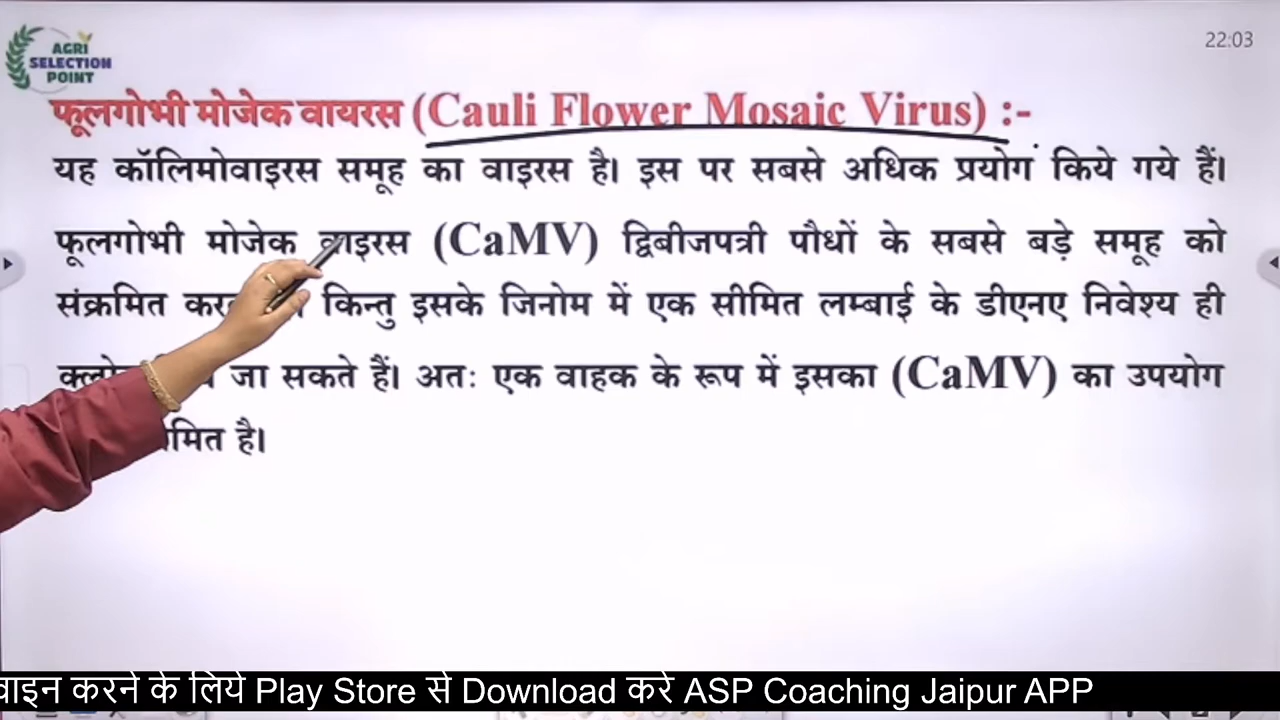 AGRI
SELECTION
POINT
22:03
फूलगोभी मोजेक वायरस (Cauli Flower Mosaic Virus) :-
यह कॉलिमोवाइरस समूह का वाइरस है। इस पर सबसे अधिक प्रयोग किये गये हैं।
फूलगोभी मोजेक वाइरस (CaMV) द्विबीजपत्री पौधों के सबसे बड़े समूह को
संक्रमित किन्तु इसके जिनोम में एक सीमित लम्बाई के डीएनए निवेश्य ही
जा सकते हैं। अतः एक वाहक के रूप में इसका (CaMV) का उपयोग
है।
करने के लिये Play Store से Download करे ASP Coaching Jaipur APP